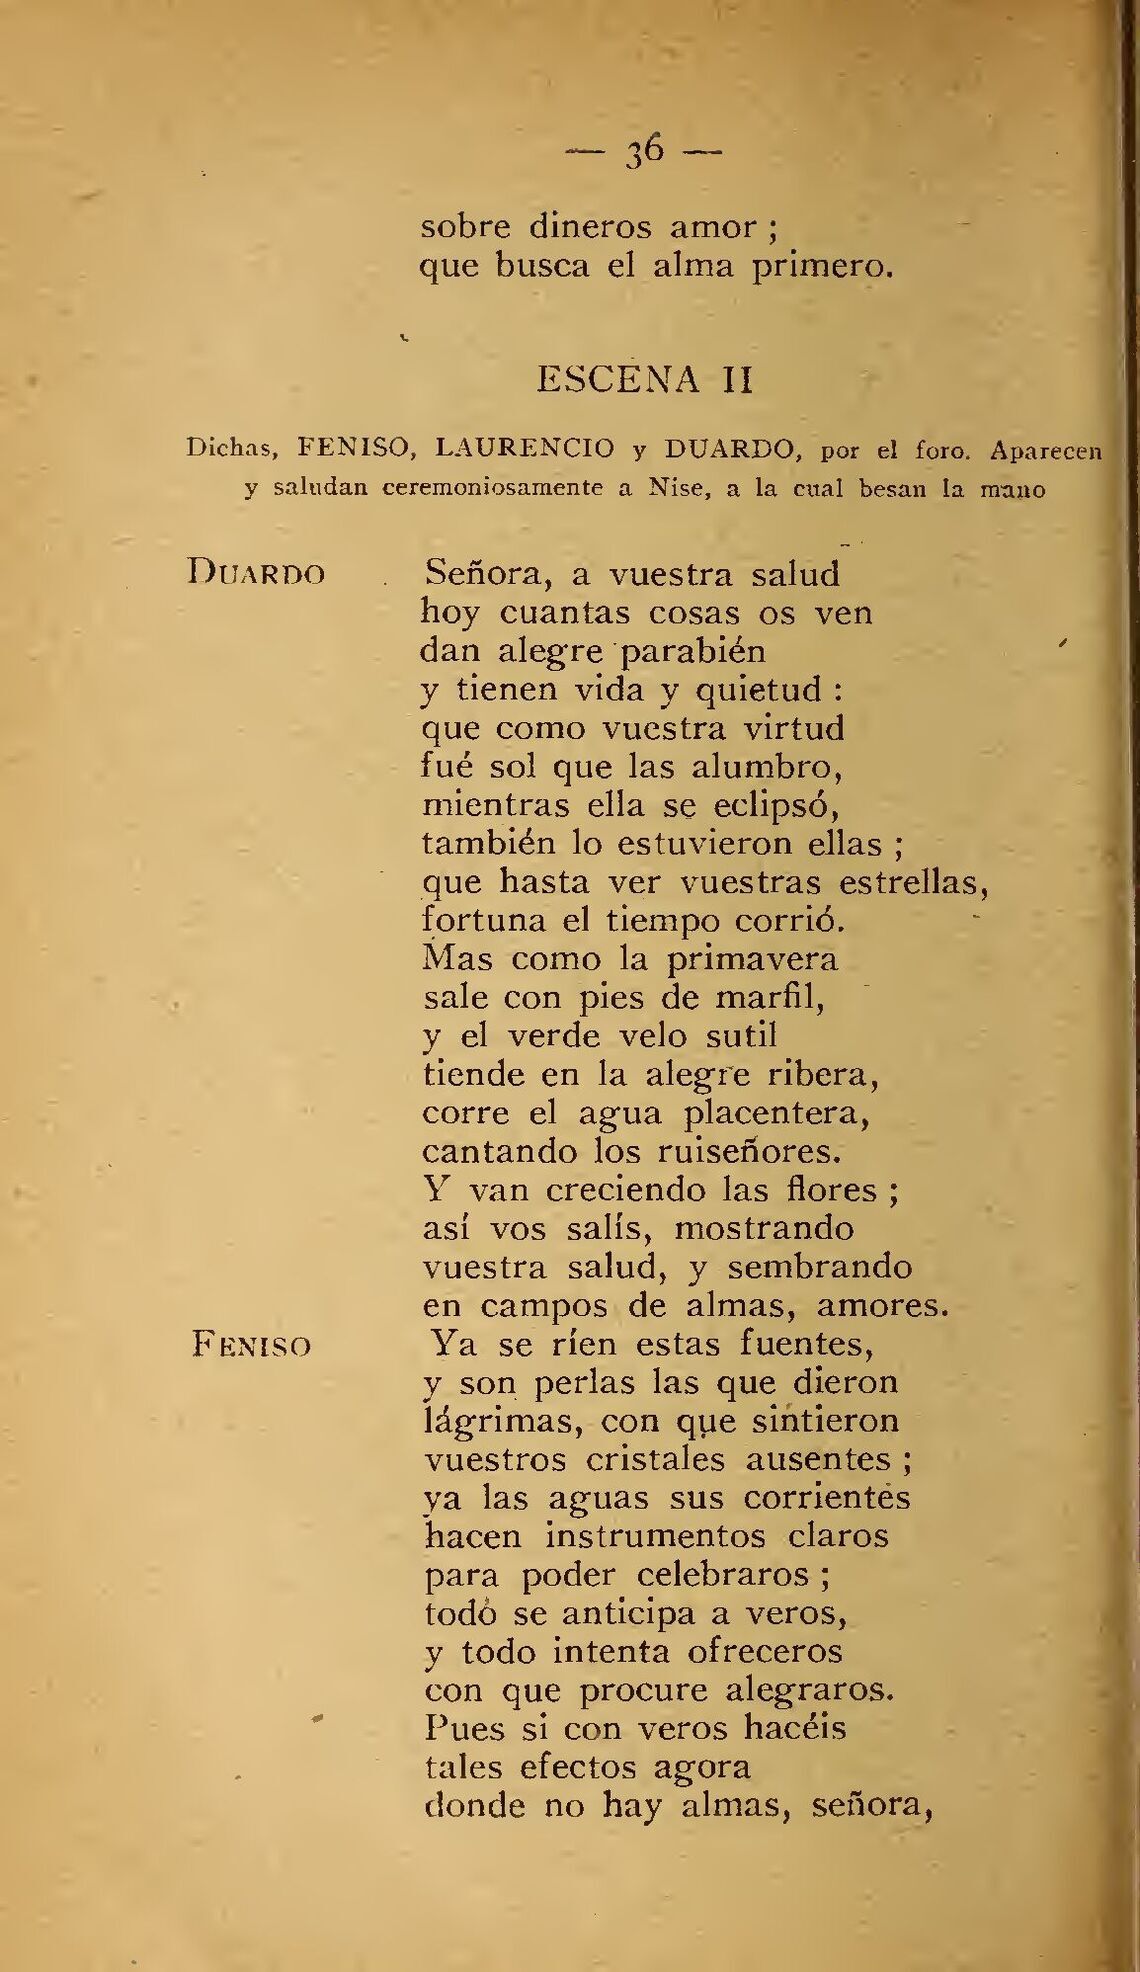 — 36 —
sobre dineros amor ;
que busca el alma primero.
ESCENA II
Dichas, FENISO, LAURENCIO y DUARDO, por el foro. Aparecen
y saludan ceremoniosamente a Nise, a la cual besan la mano
DUARDO Señora, a vuestra salud
hoy cuantas cosas os ven
dan alegre parabién
y tienen vida y quietud :
que como vuestra virtud
fué sol que las alumbro,
mientras ella se eclipsó,
también lo estuvieron ellas ;
que hasta ver vuestras estrellas,
fortuna el tiempo corrió.
Mas como la primavera
sale con pies de marfil,
y el verde velo sutil
tiende en la alegre ribera,
corre el agua placentera,
cantando los ruiseñores.
Y van creciendo las flores ;
así vos salís, mostrando
vuestra salud, y sembrando
en campos de almas, amores.
FENISO Ya se ríen estas fuentes,
y son perlas las que dieron
lágrimas, con que sintieron
vuestros cristales ausentes ;
ya las aguas sus corrientes
hacen instrumentos claros
para poder celebraros ;
todo se anticipa a veros,
y todo intenta ofreceros
con que procure alegraros.
Pues si con veros hacéis
tales efectos agora
donde no hay almas, señora,